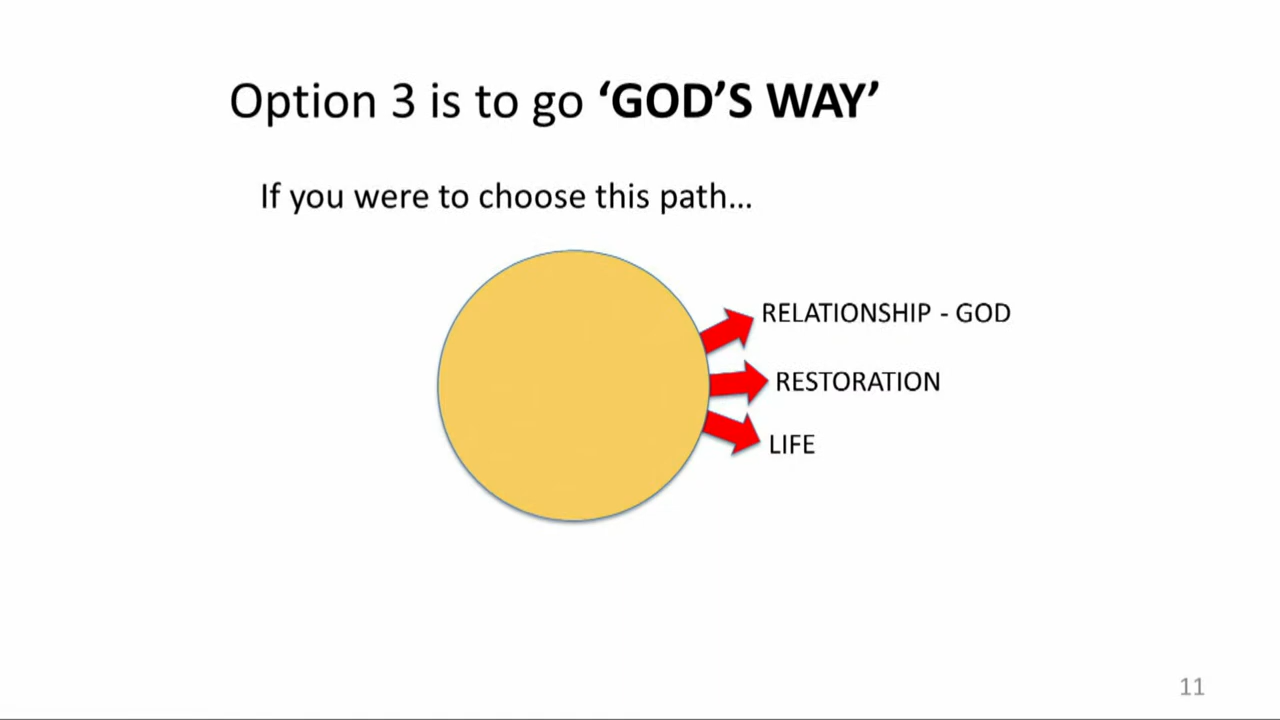 Option 3 is to go ‘GOD’S WAY’
If you were to choose this path…
RELATIONSHIP - GOD
RESTORATION
LIFE
11